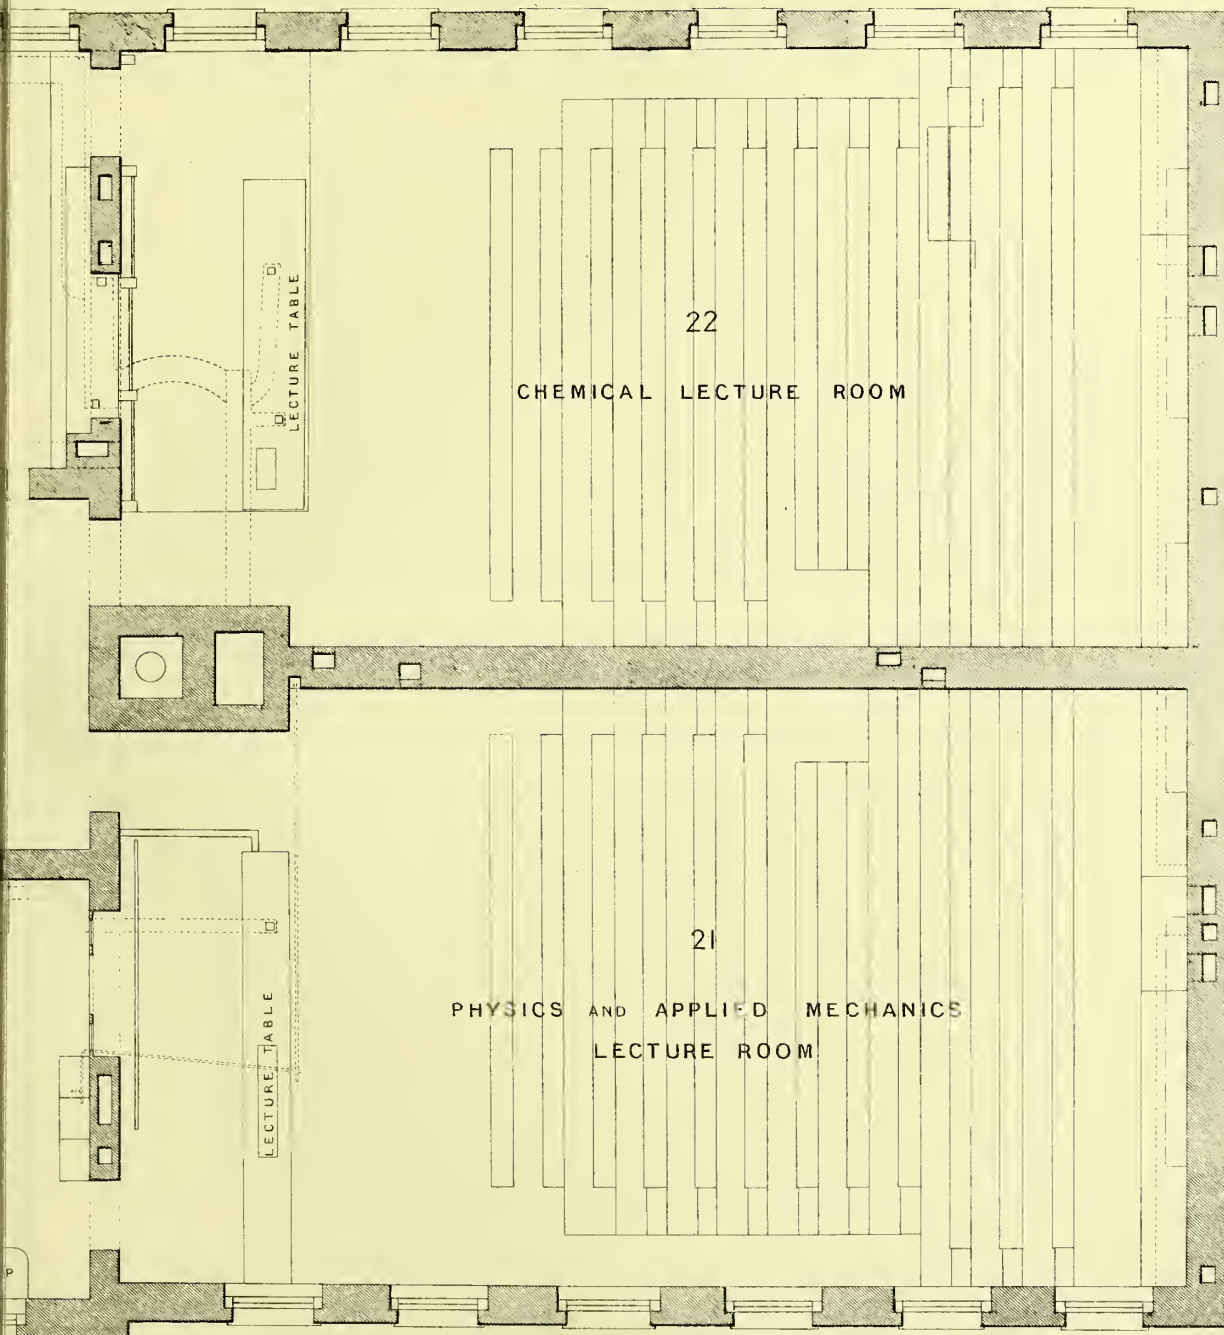 22
CHEMICAL LECTURE ROOM
LECTURE TABLE
21
PHYSICS AND APPLIED MECHANICS
LECTURE ROOM
LECTURE TABLE
P